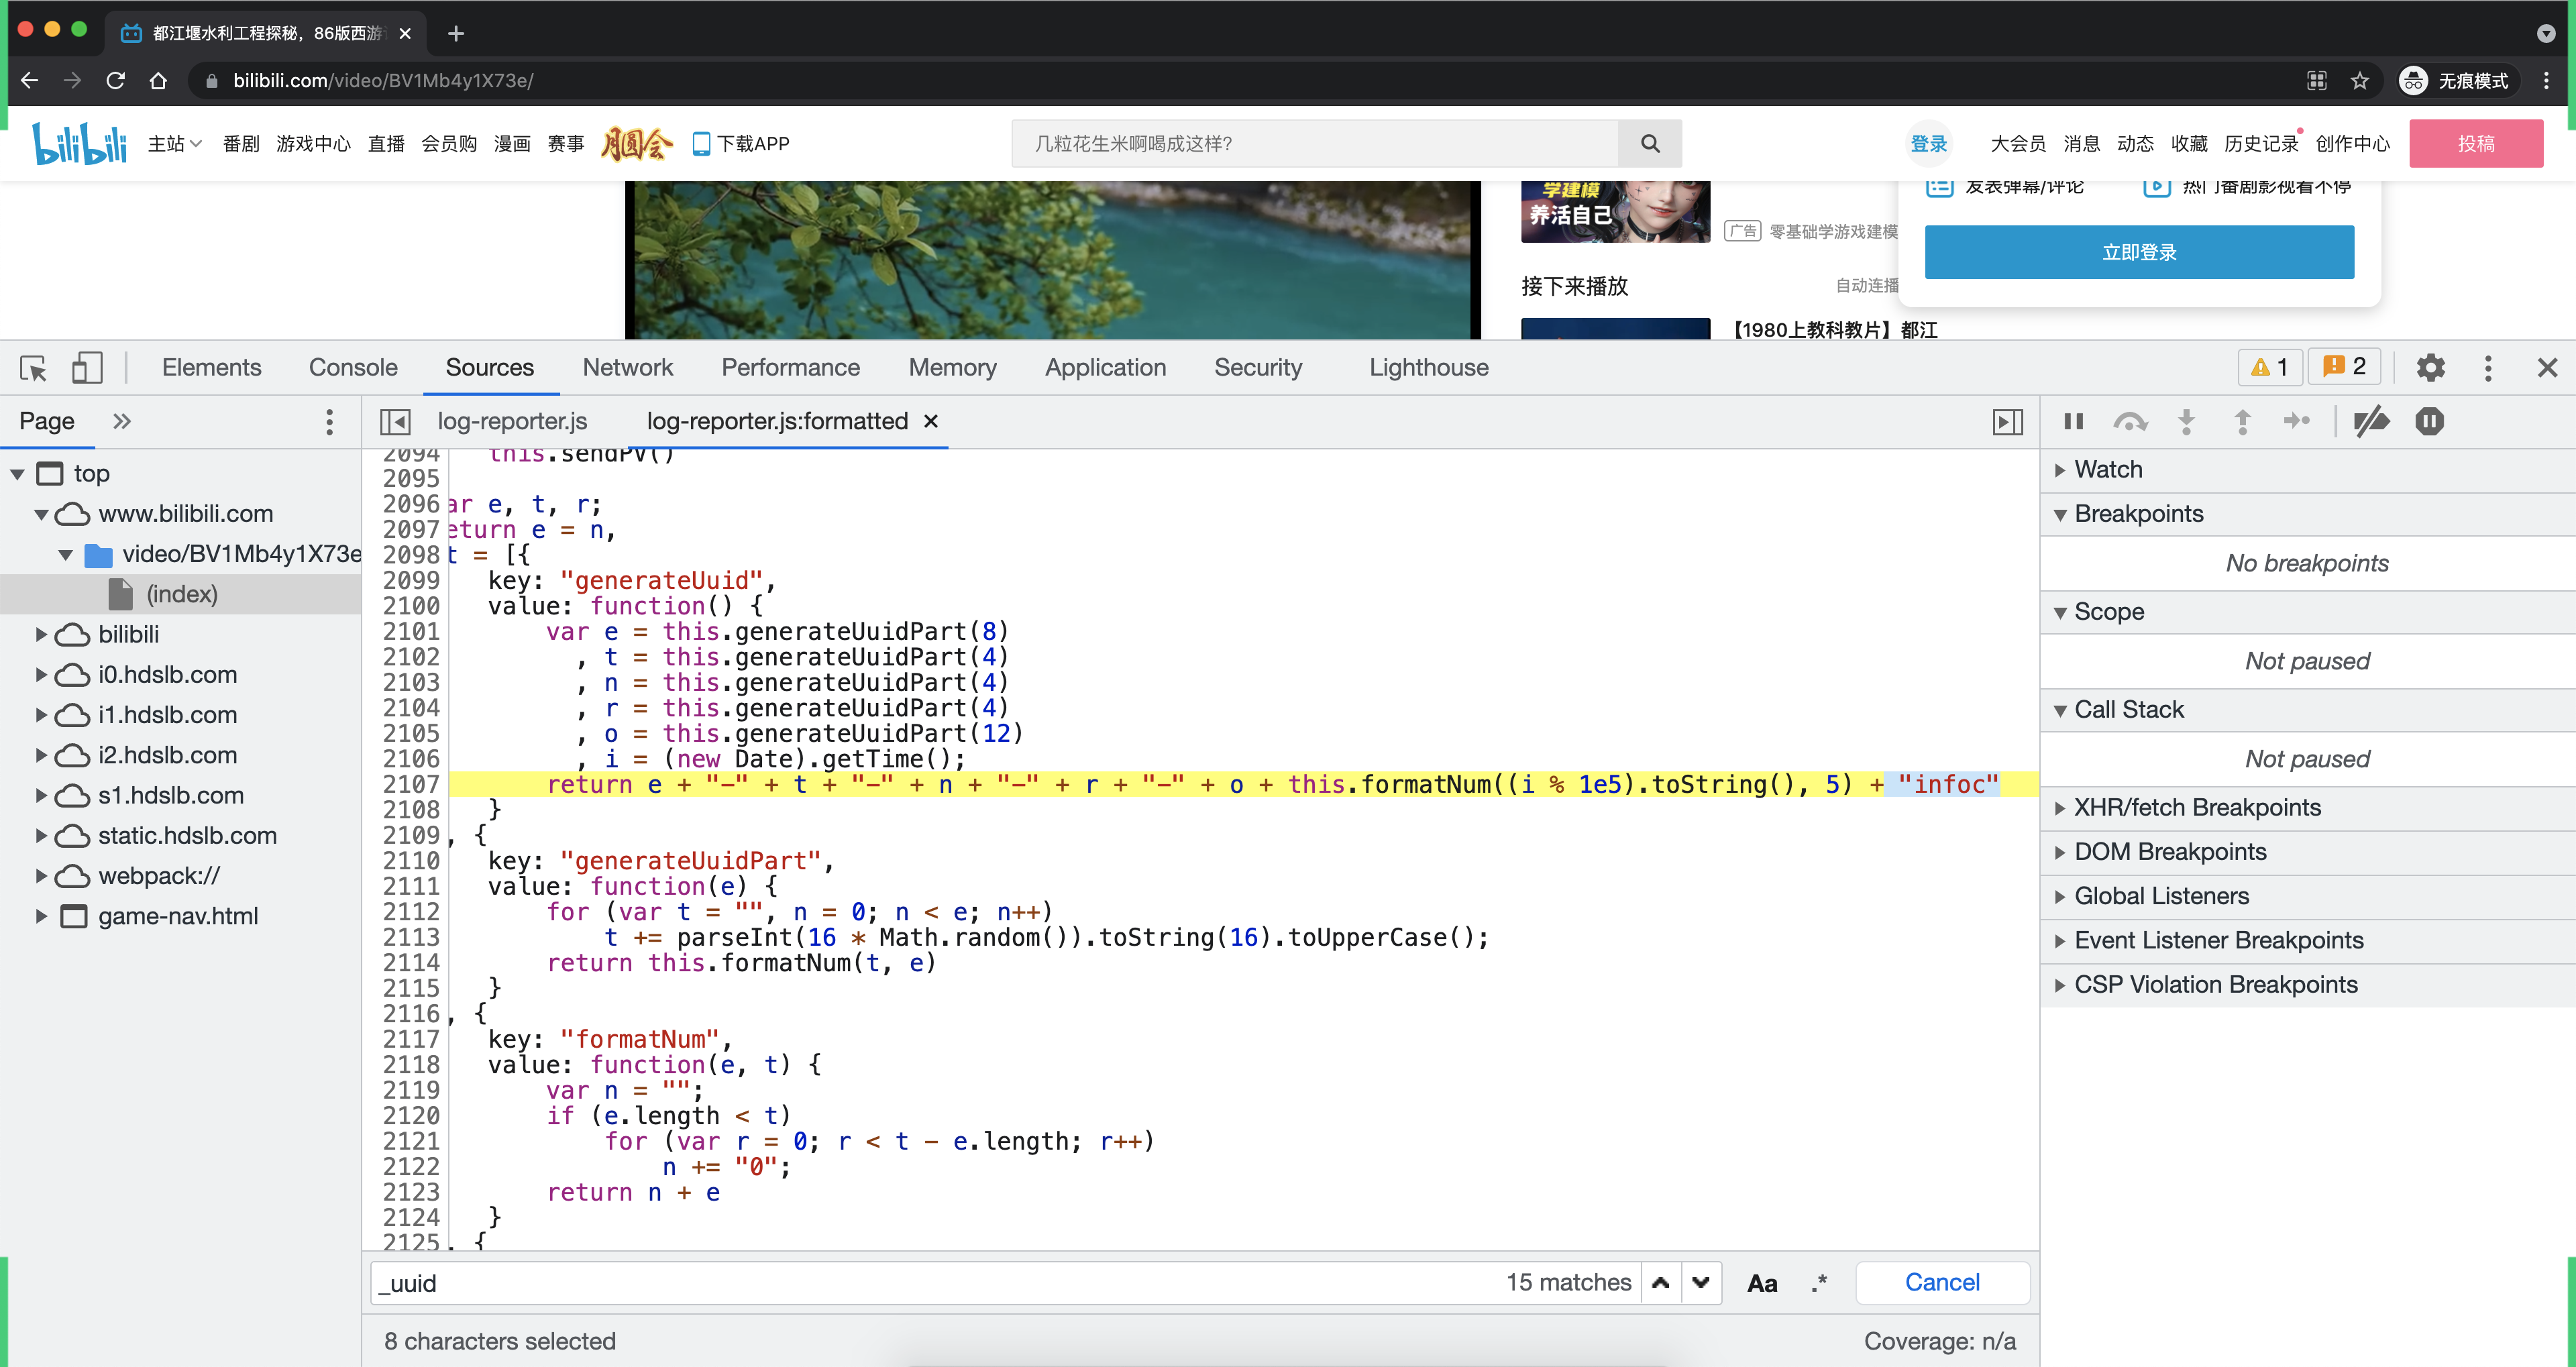 都江堰水利工程探秘，86版西游
bilibili.com/video/BV1Mb4y1X73e/
无痕模式
bilibili 主站 番剧 游戏中心 直播 会员购 漫画 赛事 月圆会 下载APP
几粒花生米啊喝成这样?
登录 大会员 消息 动态 收藏 历史记录 创作中心 投稿
学建模
养活自己
广告 零基础学游戏建模
发表弹幕/评论 热门番剧影视看不停
立即登录
接下来播放 自动连播
【1980上教科教片】都江
Elements Console Sources Network Performance Memory Application Security Lighthouse 1 2
Page
log-reporter.js log-reporter.js:formatted
top
www.bilibili.com
video/BV1Mb4y1X73e
(index)
bilibili
i0.hdslb.com
i1.hdslb.com
i2.hdslb.com
s1.hdslb.com
static.hdslb.com
webpack://
game-nav.html
2094 this.sendPV()
2095
2096 ar e, t, r;
2097 eturn e = n,
2098 t = [{
2099 key: "generateUuid",
2100 value: function() {
2101 var e = this.generateUuidPart(8)
2102 , t = this.generateUuidPart(4)
2103 , n = this.generateUuidPart(4)
2104 , r = this.generateUuidPart(4)
2105 , o = this.generateUuidPart(12)
2106 , i = (new Date).getTime();
2107 return e + "-" + t + "-" + n + "-" + r + "-" + o + this.formatNum((i % 1e5).toString(), 5) + "infoc"
2108 }
2109 , {
2110 key: "generateUuidPart",
2111 value: function(e) {
2112 for (var t = "", n = 0; n < e; n++)
2113 t += parseInt(16 * Math.random()).toString(16).toUpperCase();
2114 return this.formatNum(t, e)
2115 }
2116 , {
2117 key: "formatNum",
2118 value: function(e, t) {
2119 var n = "";
2120 if (e.length < t)
2121 for (var r = 0; r < t - e.length; r++)
2122 n += "0";
2123 return n + e
2124 }
2125 , {
_uuid 15 matches Aa .* Cancel
8 characters selected Coverage: n/a
Watch
Breakpoints
No breakpoints
Scope
Not paused
Call Stack
Not paused
XHR/fetch Breakpoints
DOM Breakpoints
Global Listeners
Event Listener Breakpoints
CSP Violation Breakpoints